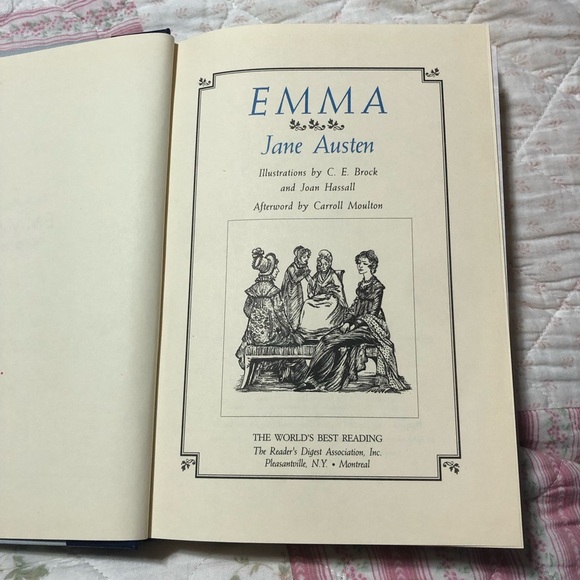 EMMA
Jane Austen
Illustrations by C. E. Brock
and Joan Hassall
Afterword by Carroll Moulton
THE WORLD'S BEST READING
The Reader's Digest Association, Inc.
Pleasantville, N.Y. • Montreal